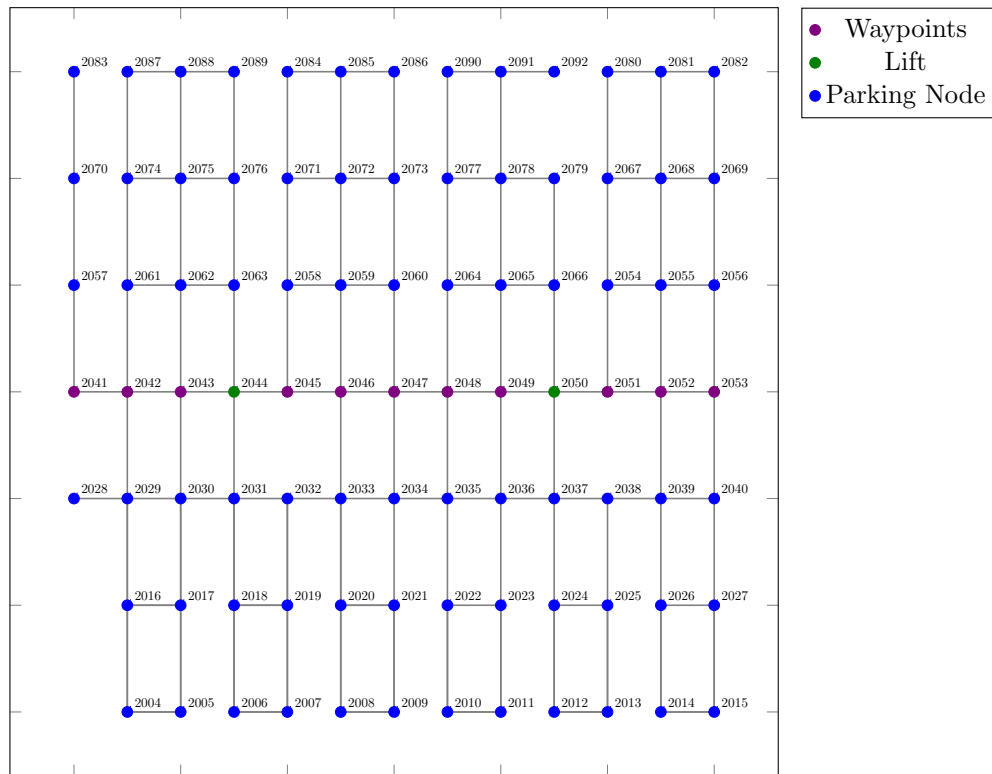 2083 2087 2088 2089 2084 2085 2086 2090 2091 2092 2080 2081 2082
2070 2074 2075 2076 2071 2072 2073 2077 2078 2079 2067 2068 2069
2057 2061 2062 2063 2058 2059 2060 2064 2065 2066 2054 2055 2056
2041 2042 2043 2044 2045 2046 2047 2048 2049 2050 2051 2052 2053
2028 2029 2030 2031 2032 2033 2034 2035 2036 2037 2038 2039 2040
2016 2017 2018 2019 2020 2021 2022 2023 2024 2025 2026 2027
2004 2005 2006 2007 2008 2009 2010 2011 2012 2013 2014 2015
Waypoints
Lift
Parking Node